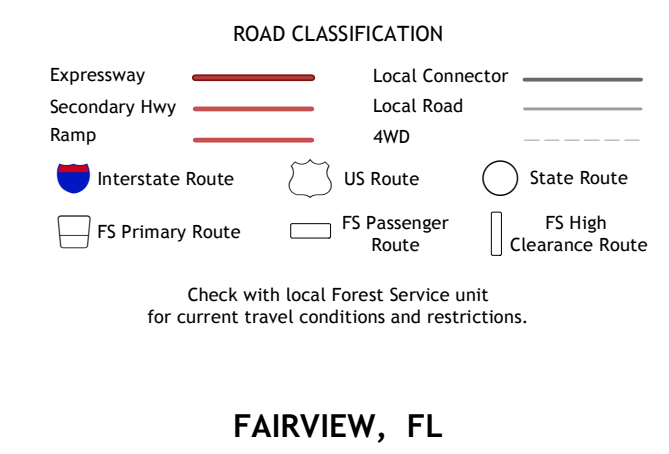 ROAD CLASSIFICATION
Expressway
Local Connector
Secondary Hwy
Local Road
Ramp
4WD
Interstate Route
US Route
State Route
FS Primary Route
FS Passenger
Route
FS High
Clearance Route
Check with local Forest Service unit
for current travel conditions and restrictions.
FAIRVIEW, FL